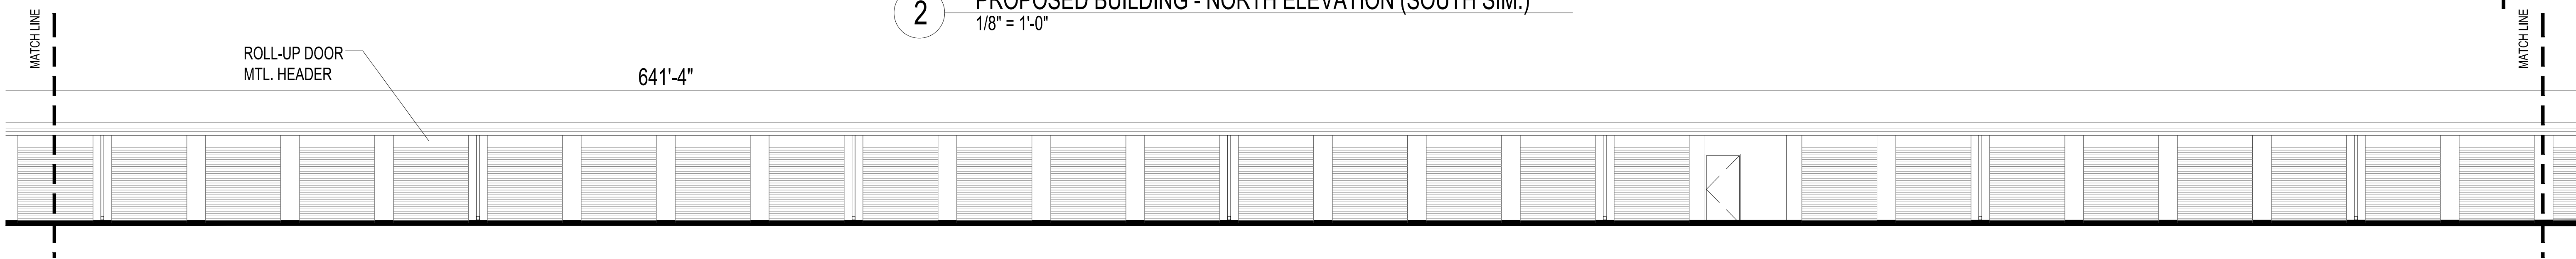 2
PROPOSED BUILDING - NORTH ELEVATION (SOUTH SIM.)
1/8" = 1'-0"
MATCH LINE
ROLL-UP DOOR
MTL. HEADER
641'-4"
MATCH LINE